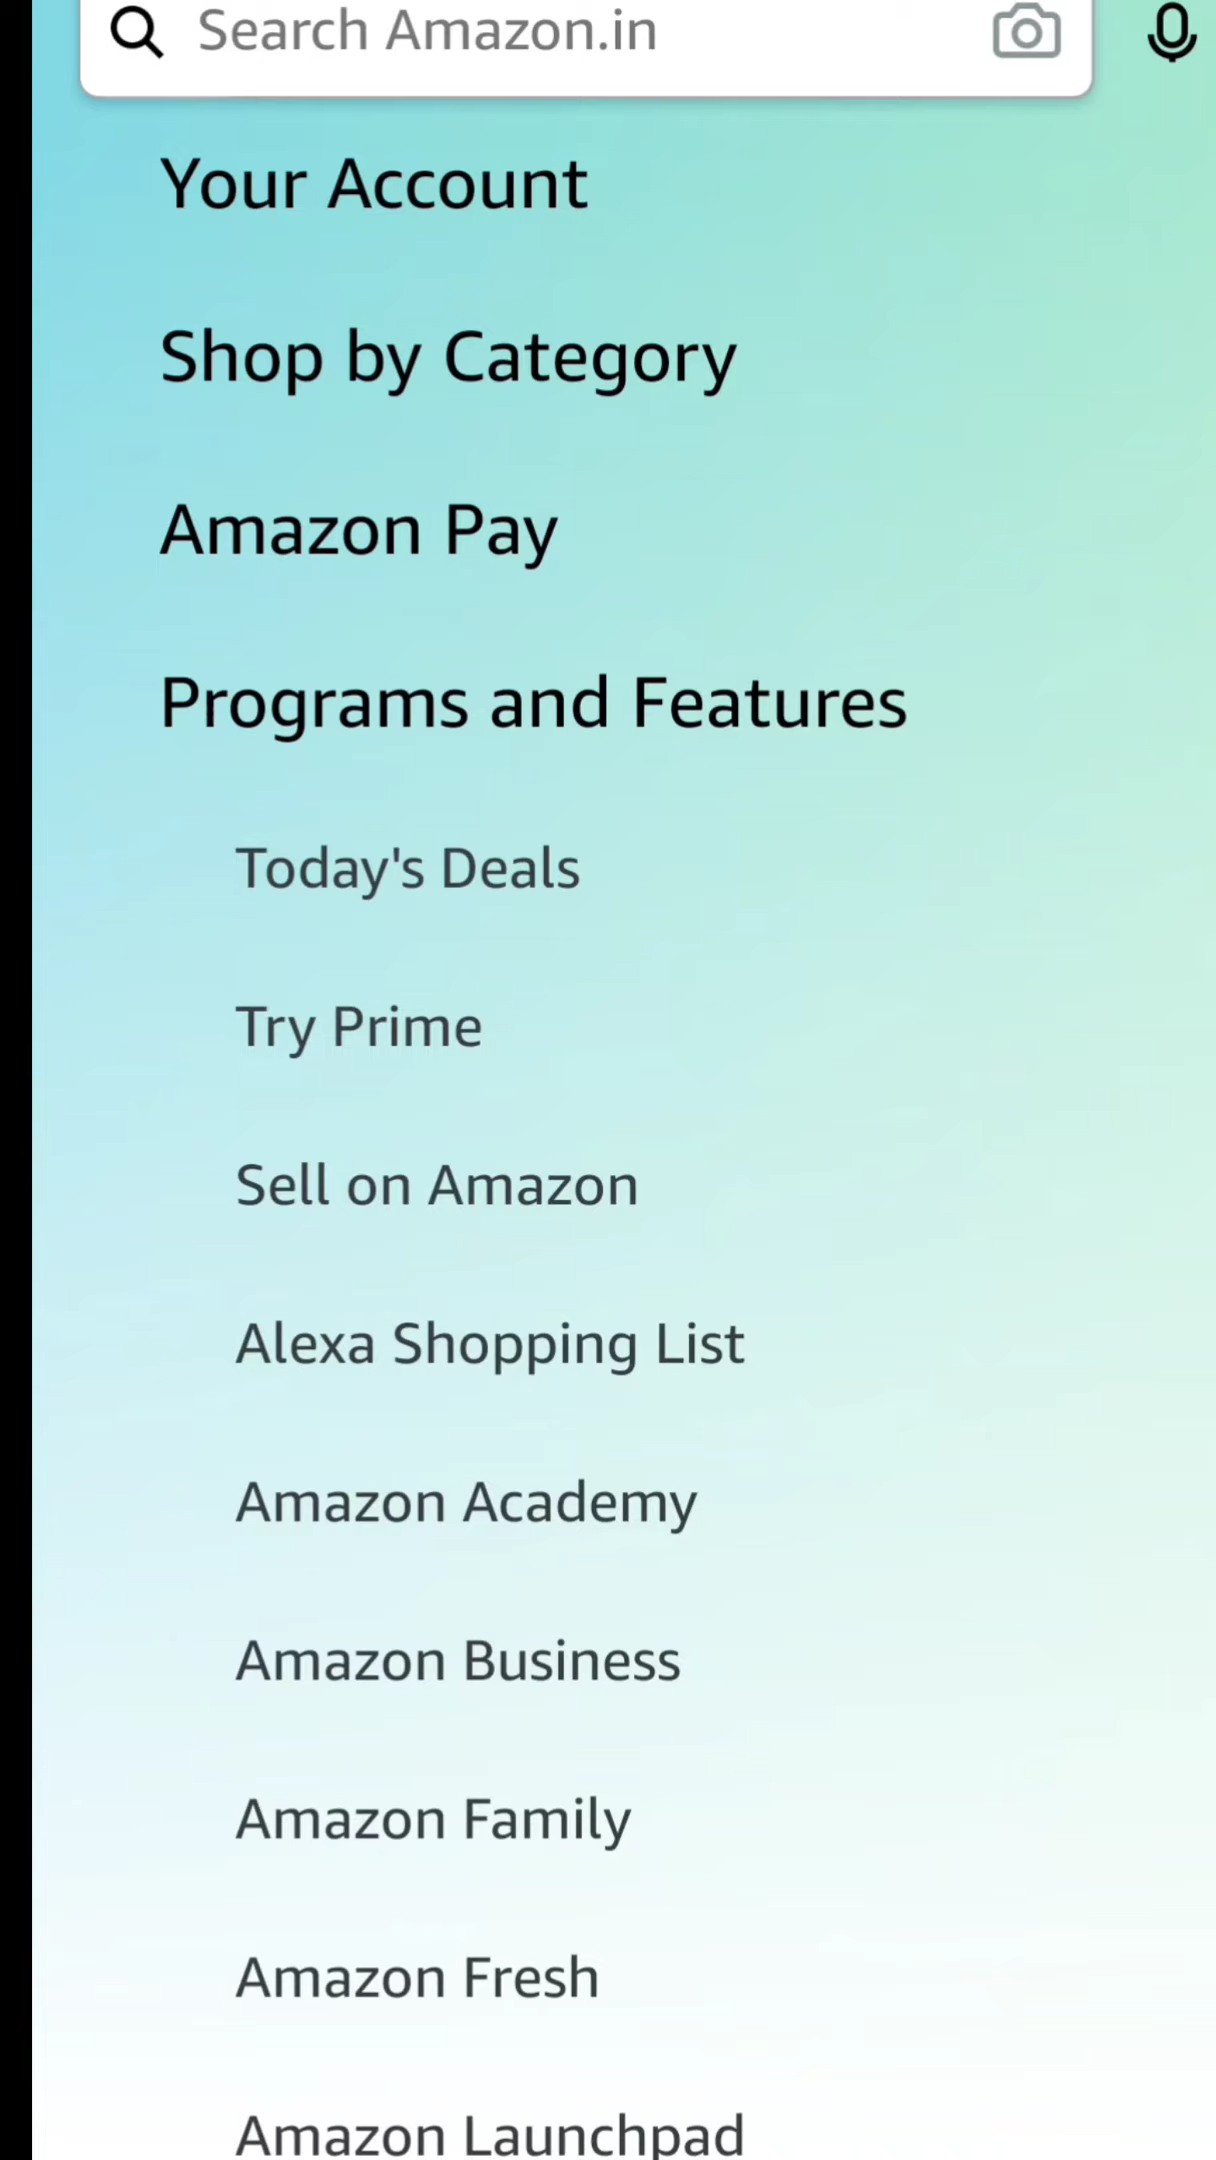 Search Amazon.in
Your Account
Shop by Category
Amazon Pay
Programs and Features
Today's Deals
Try Prime
Sell on Amazon
Alexa Shopping List
Amazon Academy
Amazon Business
Amazon Family
Amazon Fresh
Amazon Launchpad